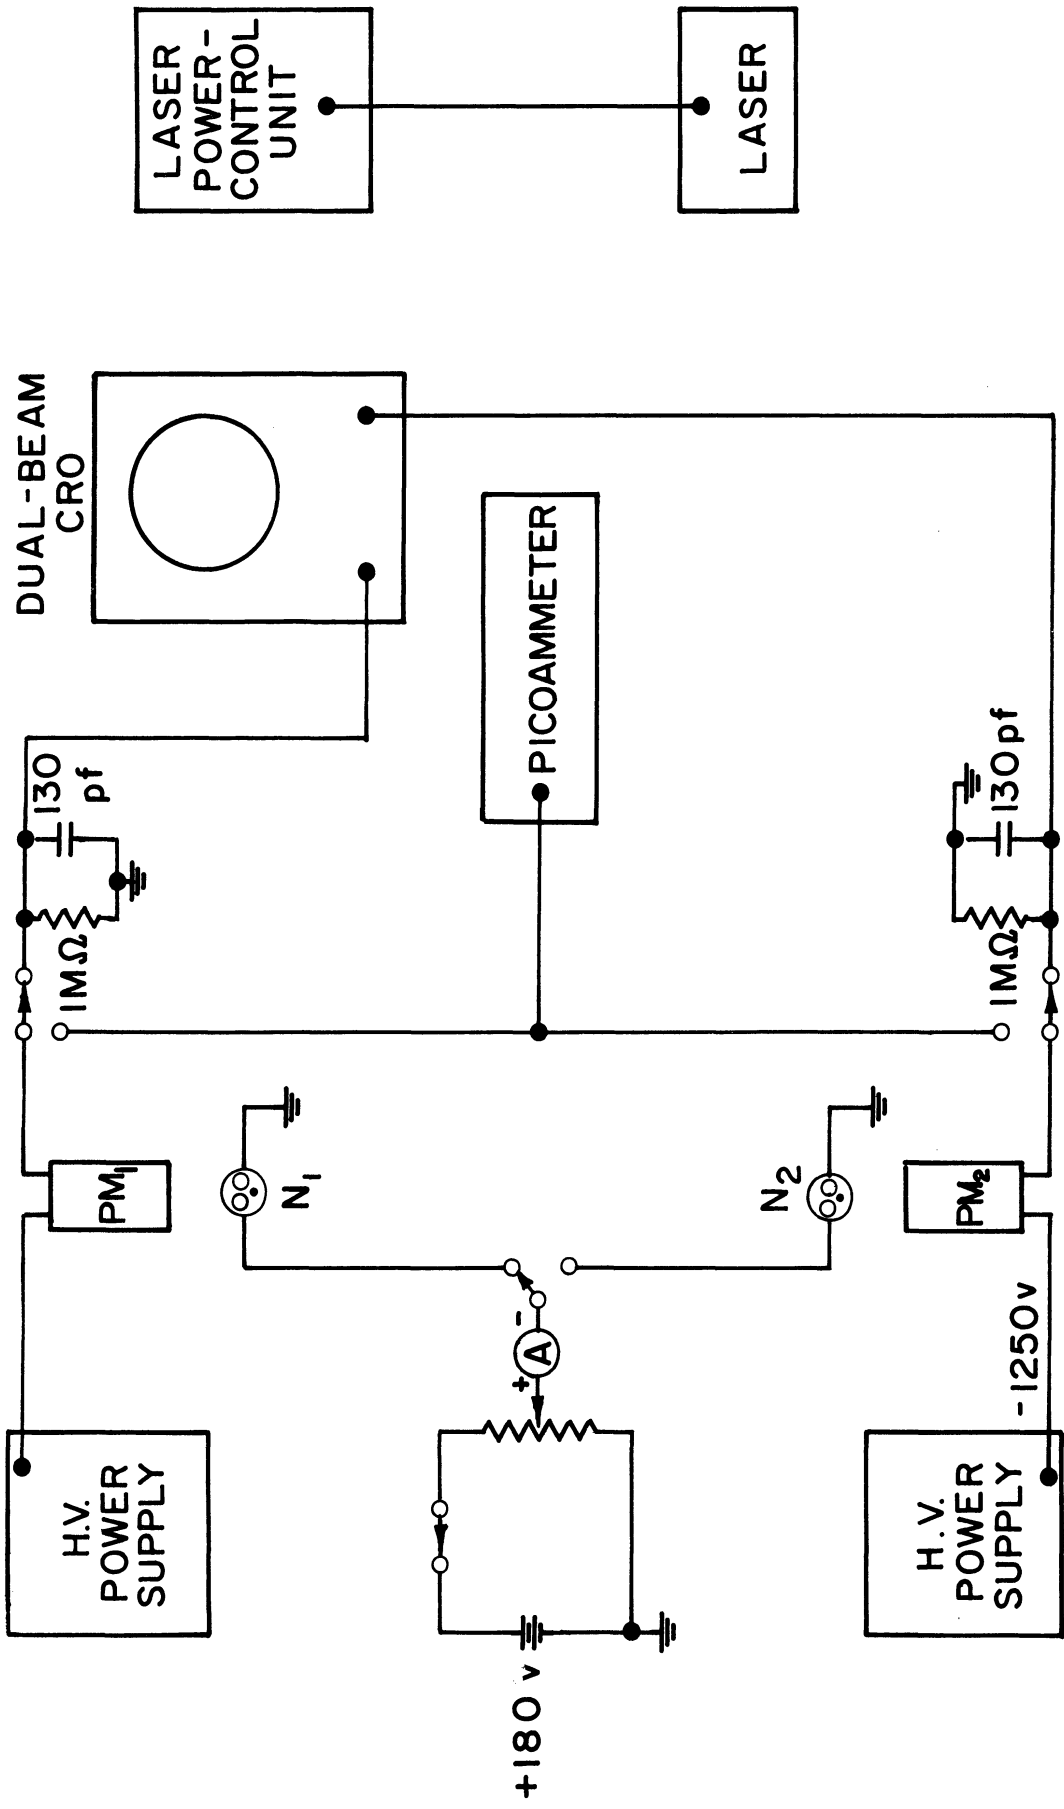 H.V.
POWER
SUPPLY
PM1
1MΩ
130
pf
DUAL-BEAM
CRO
LASER
POWER-
CONTROL
UNIT
+180 v
+
A
-
N1
N2
PICOAMMETER
LASER
H.V.
POWER
SUPPLY
-1250v
PM2
1MΩ
130pf